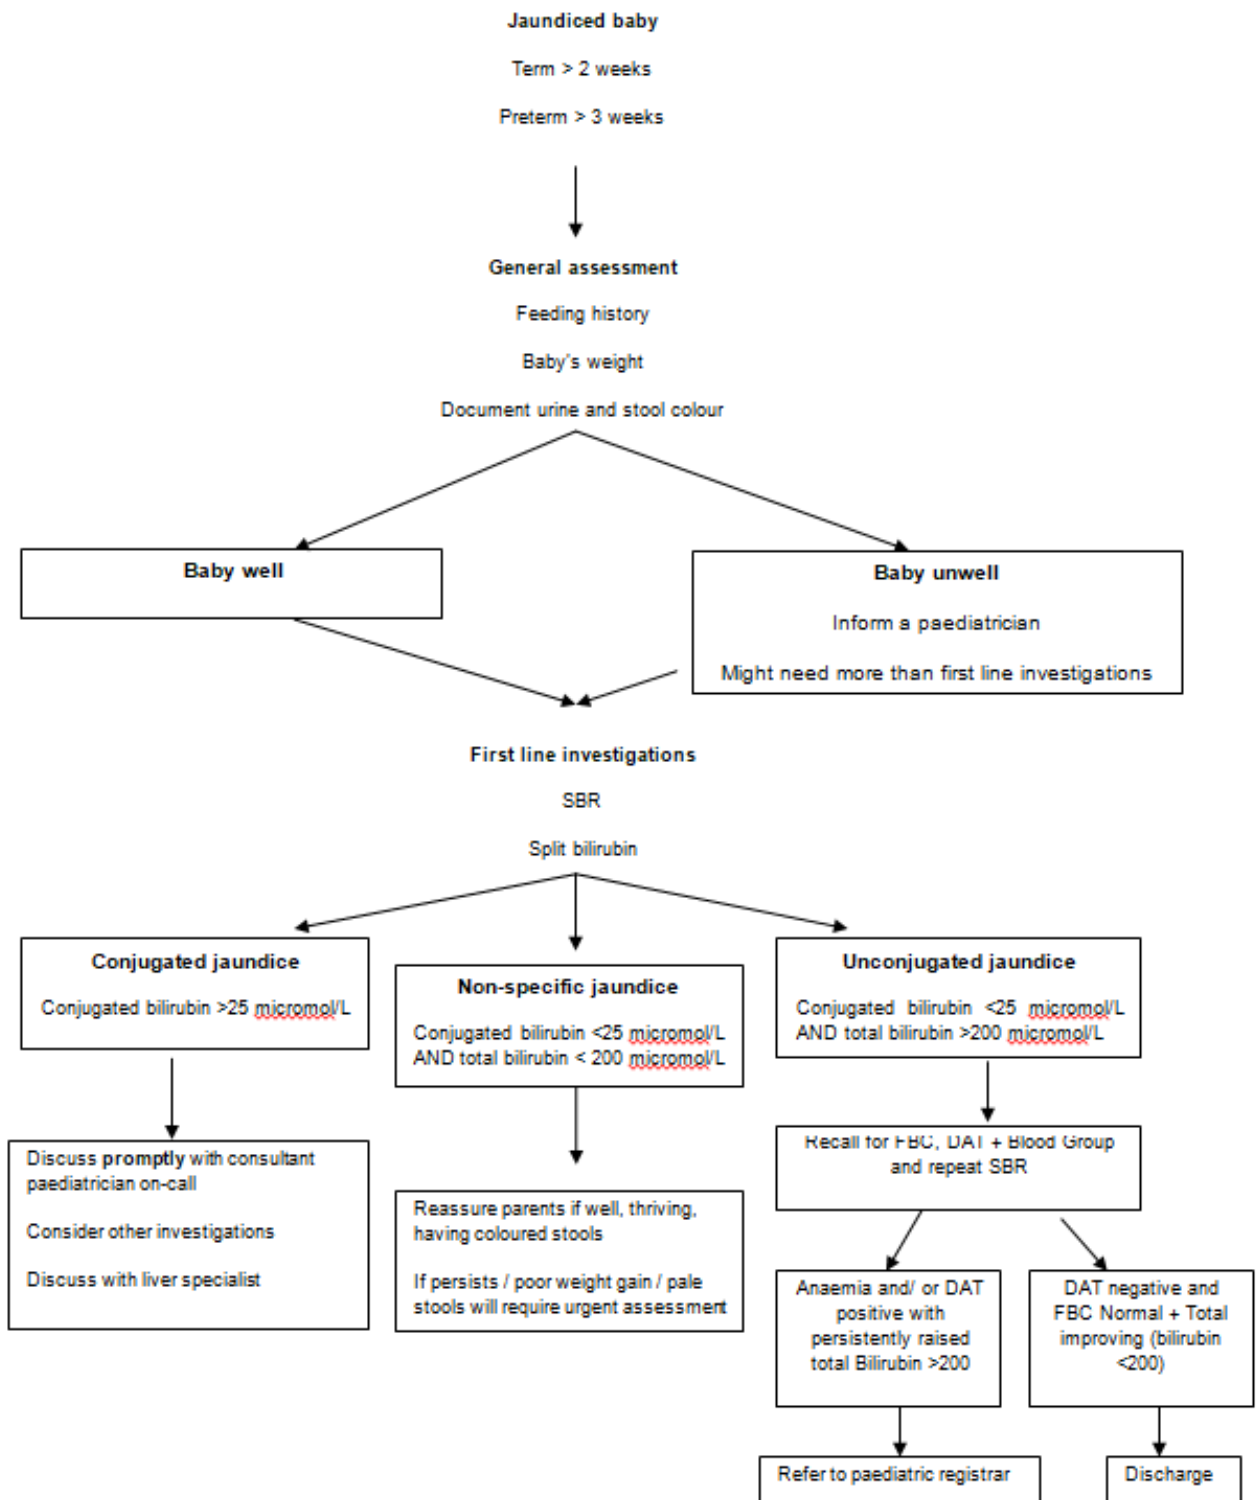 Jaundiced baby
Term > 2 weeks
Preterm > 3 weeks
General assessment
Feeding history
Baby's weight
Document urine and stool colour
Baby well
Baby unwell
Inform a paediatrician
Might need more than first line investigations
First line investigations
SBR
Split bilirubin
Conjugated jaundice
Conjugated bilirubin >25 micromol/L
Non-specific jaundice
Conjugated bilirubin <25 micromol/L
AND total bilirubin < 200 micromol/L
Unconjugated jaundice
Conjugated bilirubin <25 micromol/L
AND total bilirubin >200 micromol/L
Discuss promptly with consultant
paediatrician on-call
Consider other investigations
Discuss with liver specialist
Reassure parents if well, thriving,
having coloured stools
If persists / poor weight gain / pale
stools will require urgent assessment
Recall for FBC, DAT + Blood Group
and repeat SBR
Anaemia and/ or DAT
positive with
persistently raised
total Bilirubin >200
DAT negative and
FBC Normal + Total
improving (bilirubin
<200)
Refer to paediatric registrar
Discharge